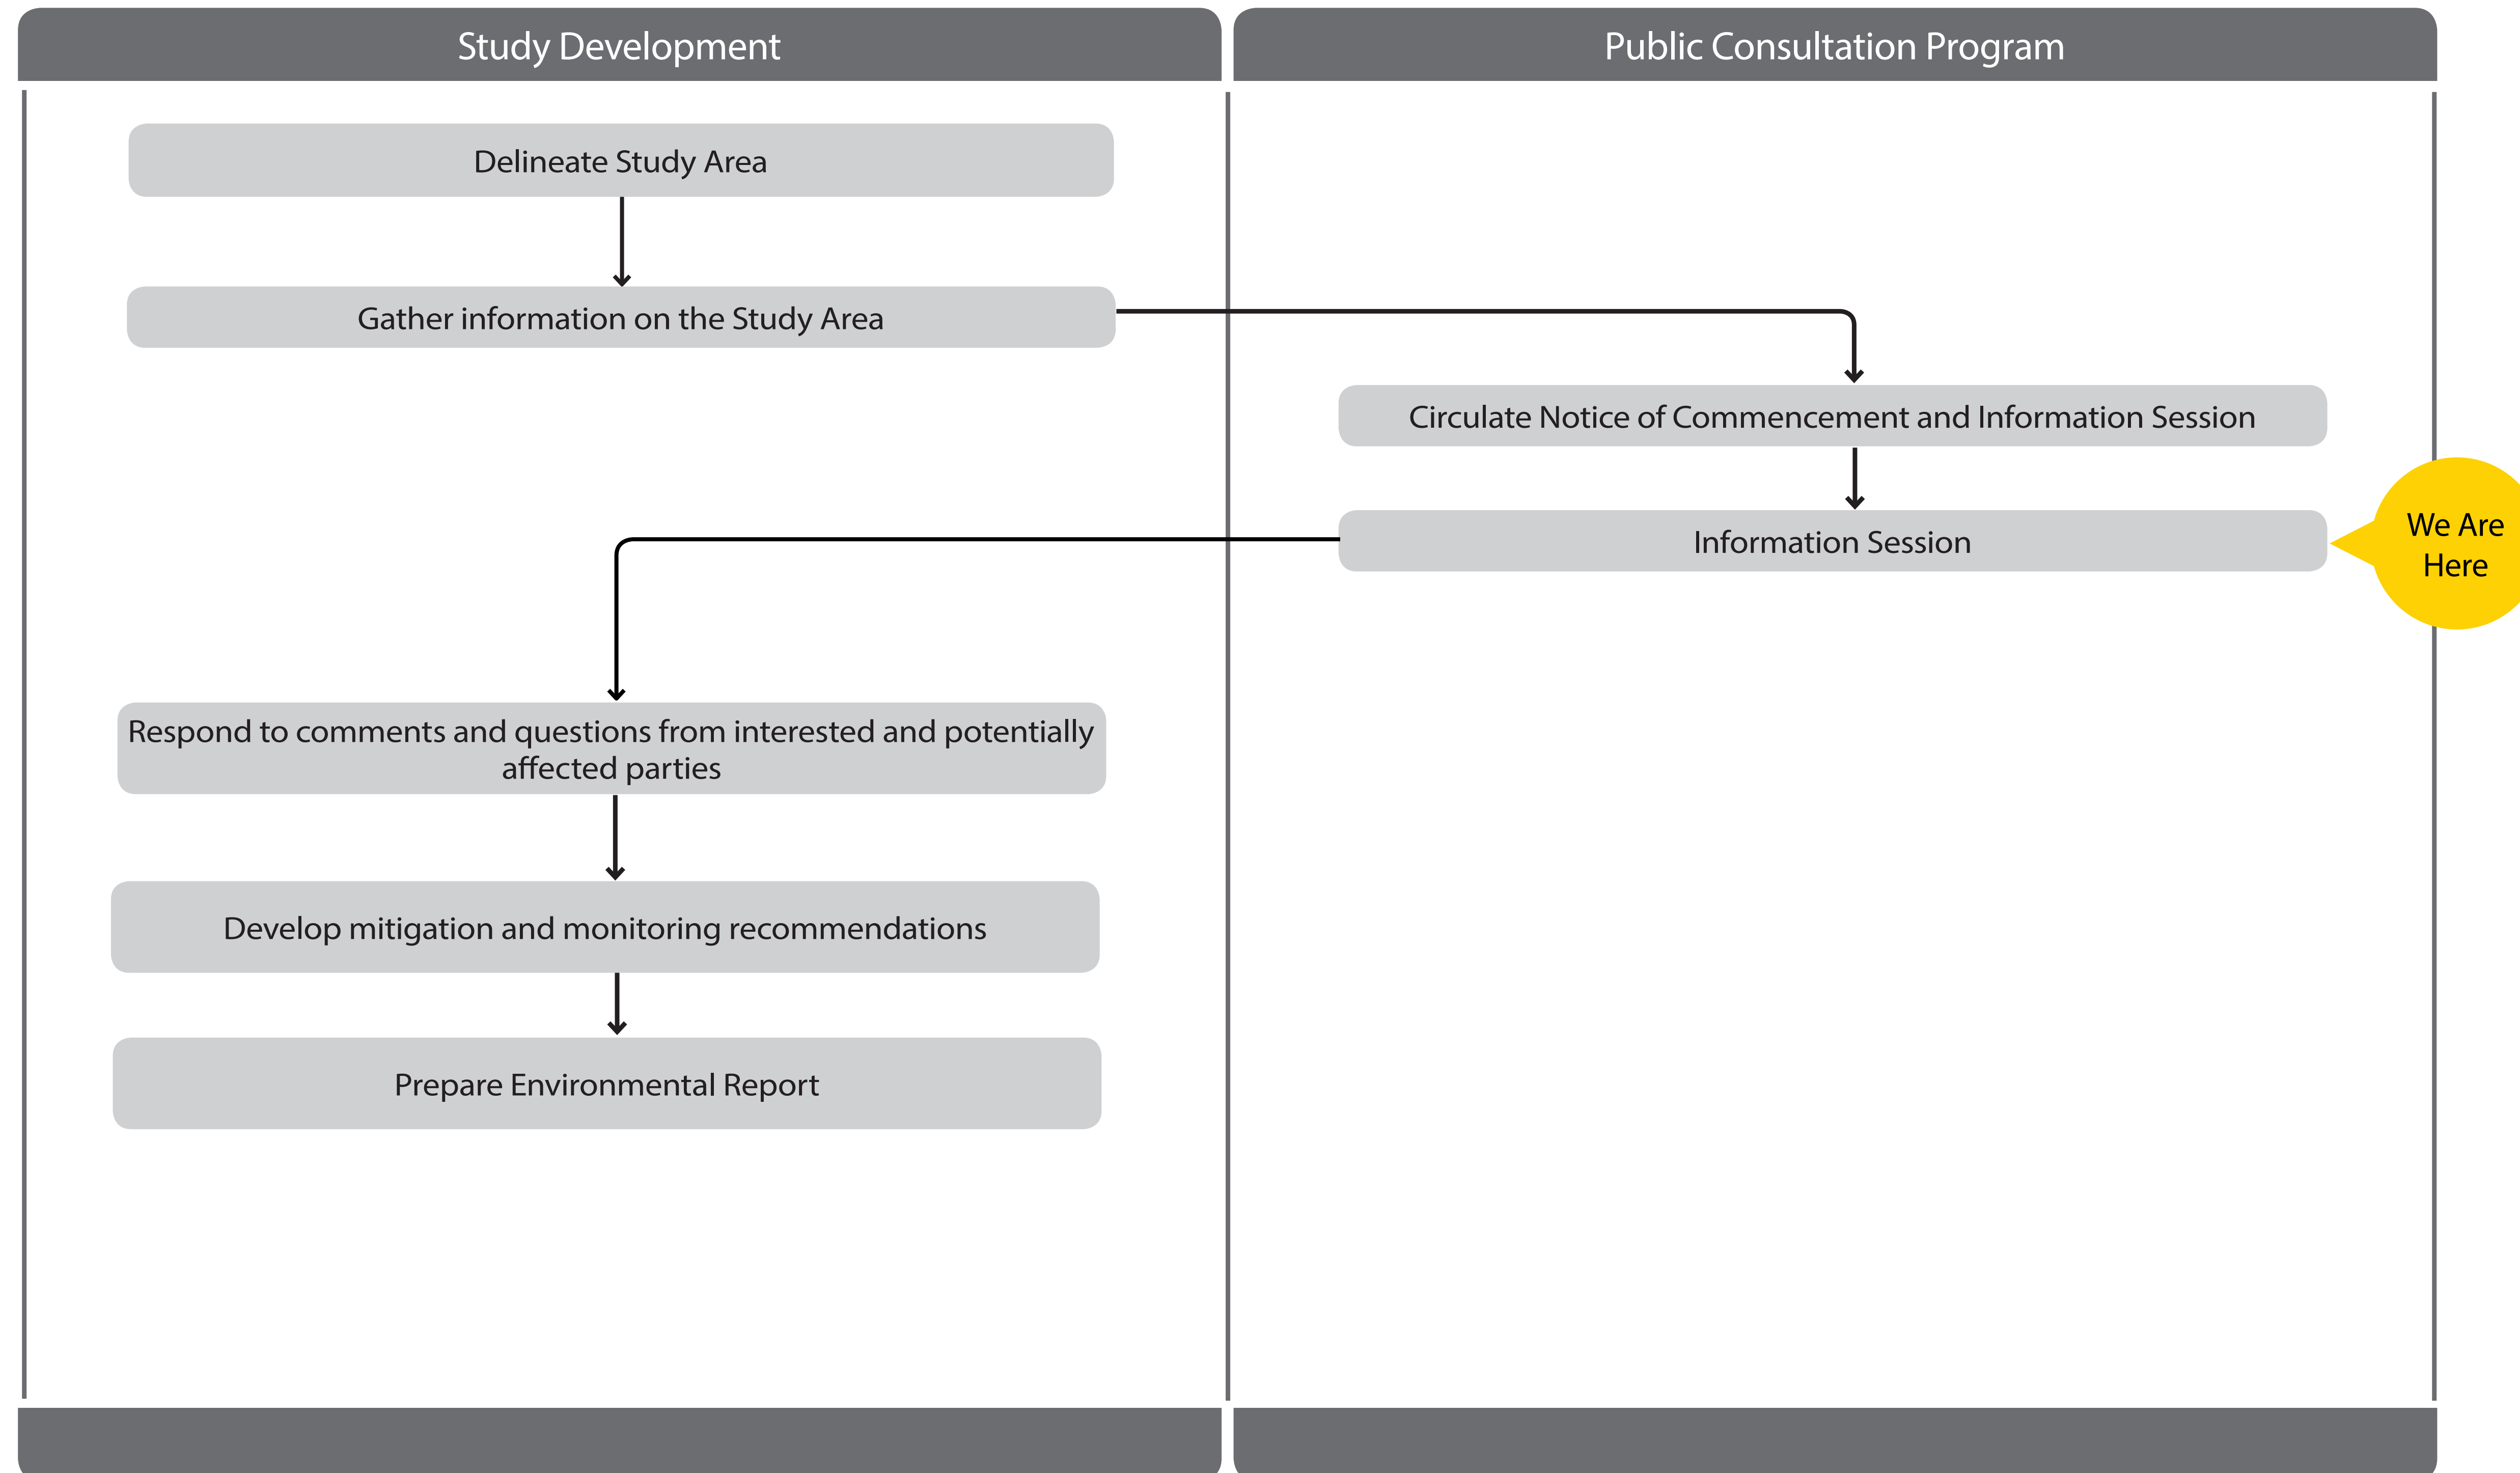 Study Development
Public Consultation Program
Delineate Study Area
Gather information on the Study Area
Circulate Notice of Commencement and Information Session
Information Session
We Are
Here
Respond to comments and questions from interested and potentially
affected parties
Develop mitigation and monitoring recommendations
Prepare Environmental Report